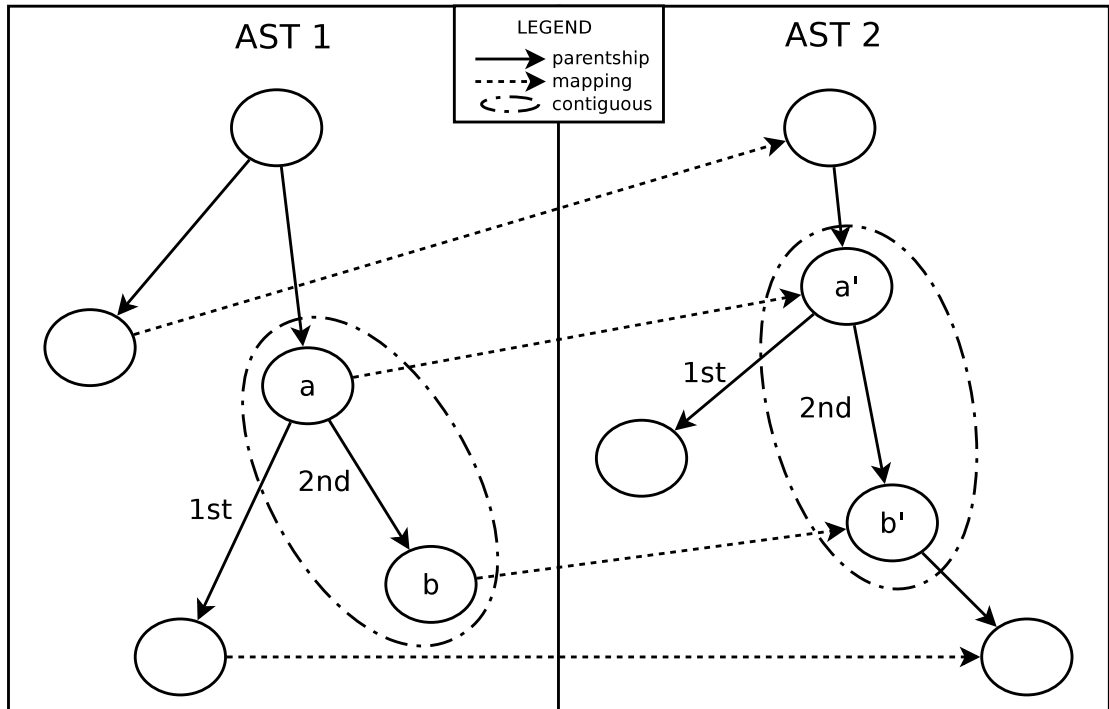 AST 1
LEGEND
parentship
mapping
contiguous
AST 2
a'
1st
2nd
a
1st
2nd
b'
b